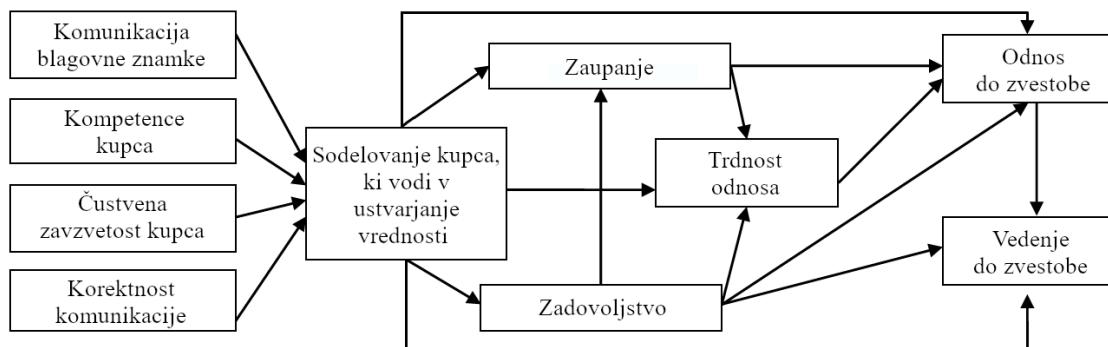 Komunikacija
blagovne znamke
Kompetence
kupca
Čustvena
zavzvetost kupca
Korektnost
komunikacije
Sodelovanje kupca,
ki vodi v
ustvarjanje
vrednosti
Zaupanje
Zadovoljstvo
Trdnost
odnosa
Odnos
do zvestobe
Vedenje
do zvestobe